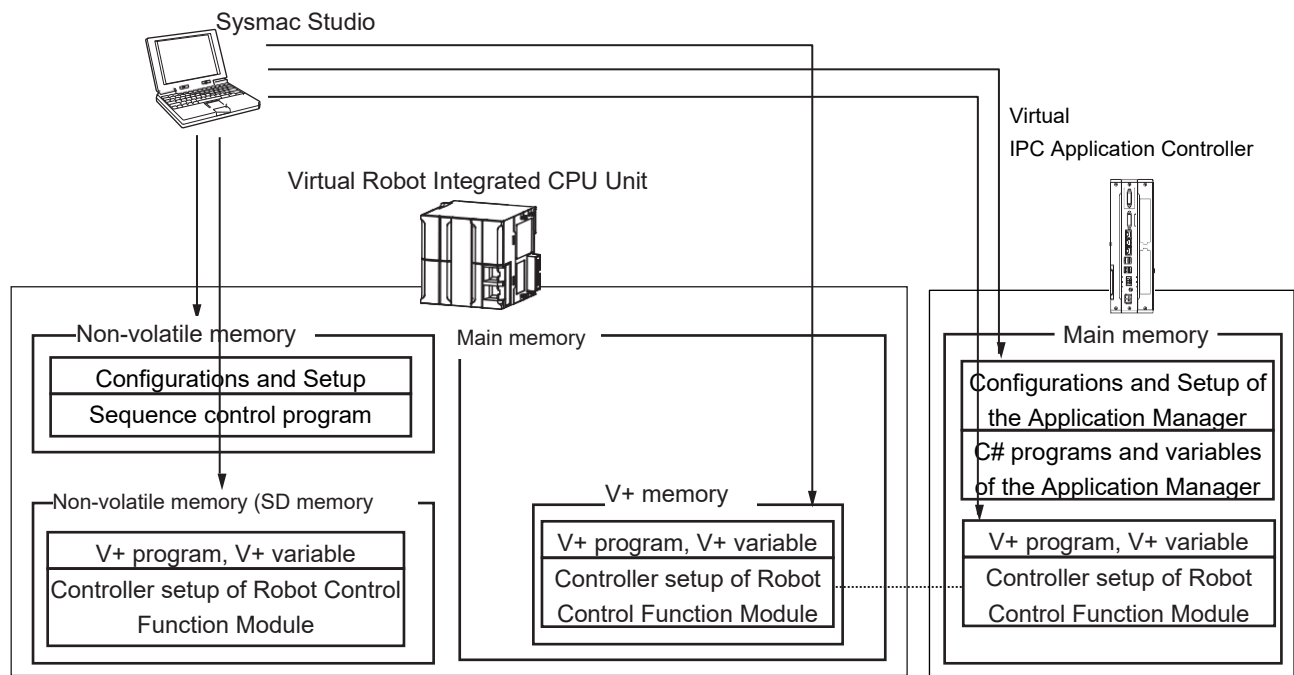 Sysmac Studio
Virtual
IPC Application Controller
Virtual Robot Integrated CPU Unit
Non-volatile memory
Configurations and Setup
Sequence control program
Non-volatile memory (SD memory
V+ program, V+ variable
Controller setup of Robot Control
Function Module
Main memory
V+ memory
V+ program, V+ variable
Controller setup of Robot
Control Function Module
Main memory
Configurations and Setup of
the Application Manager
C# programs and variables
of the Application Manager
V+ program, V+ variable
Controller setup of Robot
Control Function Module